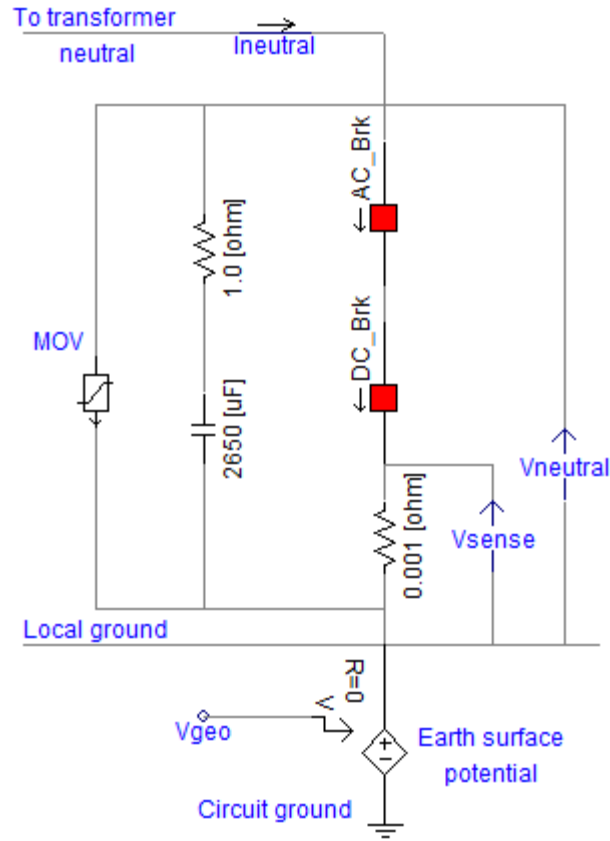 To transformer
neutral
Ineutral
AC_Brk
1.0 [ohm]
MOV
DC_Brk
2650 [uF]
Vneutral
Vsense
0.001 [ohm]
Local ground
R=0
V
Vgeo
Earth surface
potential
Circuit ground